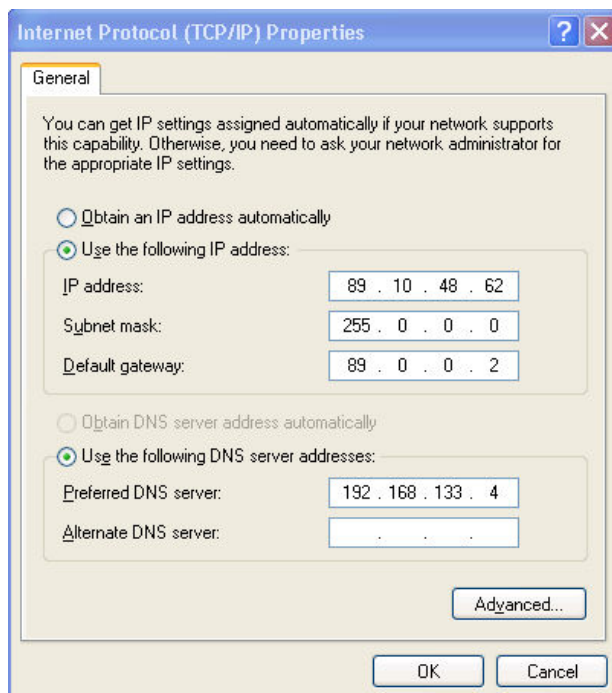 Internet Protocol (TCP/IP) Properties
General
You can get IP settings assigned automatically if your network supports
this capability. Otherwise, you need to ask your network administrator for
the appropriate IP settings.
Obtain an IP address automatically
Use the following IP address:
IP address: 89 . 10 . 48 . 62
Subnet mask: 255 . 0 . 0 . 0
Default gateway: 89 . 0 . 0 . 2
Obtain DNS server address automatically
Use the following DNS server addresses:
Preferred DNS server: 192 . 168 . 133 . 4
Alternate DNS server: . . .
Advanced...
OK Cancel